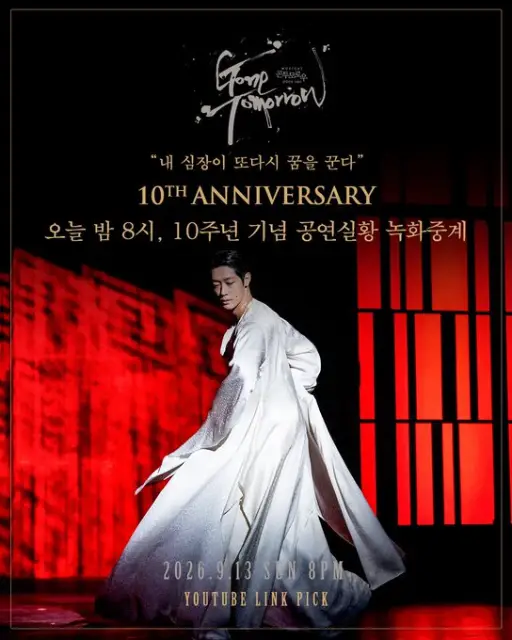 Gone
Tomorrow
"내 심장이 또다시 꿈을 꾼다"
10TH ANNIVERSARY
오늘 밤 8시, 10주년 기념 공연실황 녹화중계
2026.9.13 SUN 8PM
YOUTUBE LINK PICK